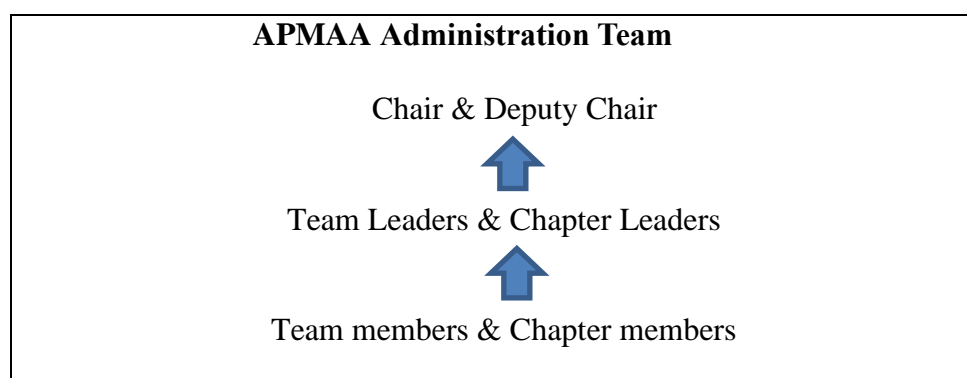 APMAA Administration Team
Chair & Deputy Chair
Team Leaders & Chapter Leaders
Team members & Chapter members